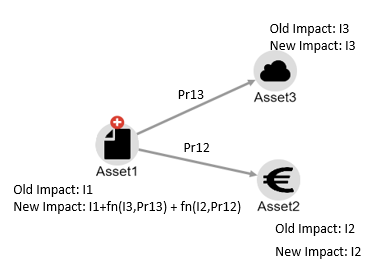 Old Impact: I3
New Impact: I3
Asset3
Pr13
Pr12
Asset1
Old Impact: I1
New Impact: I1+fn(I3,Pr13) + fn(I2,Pr12)
€
Asset2
Old Impact: I2
New Impact: I2